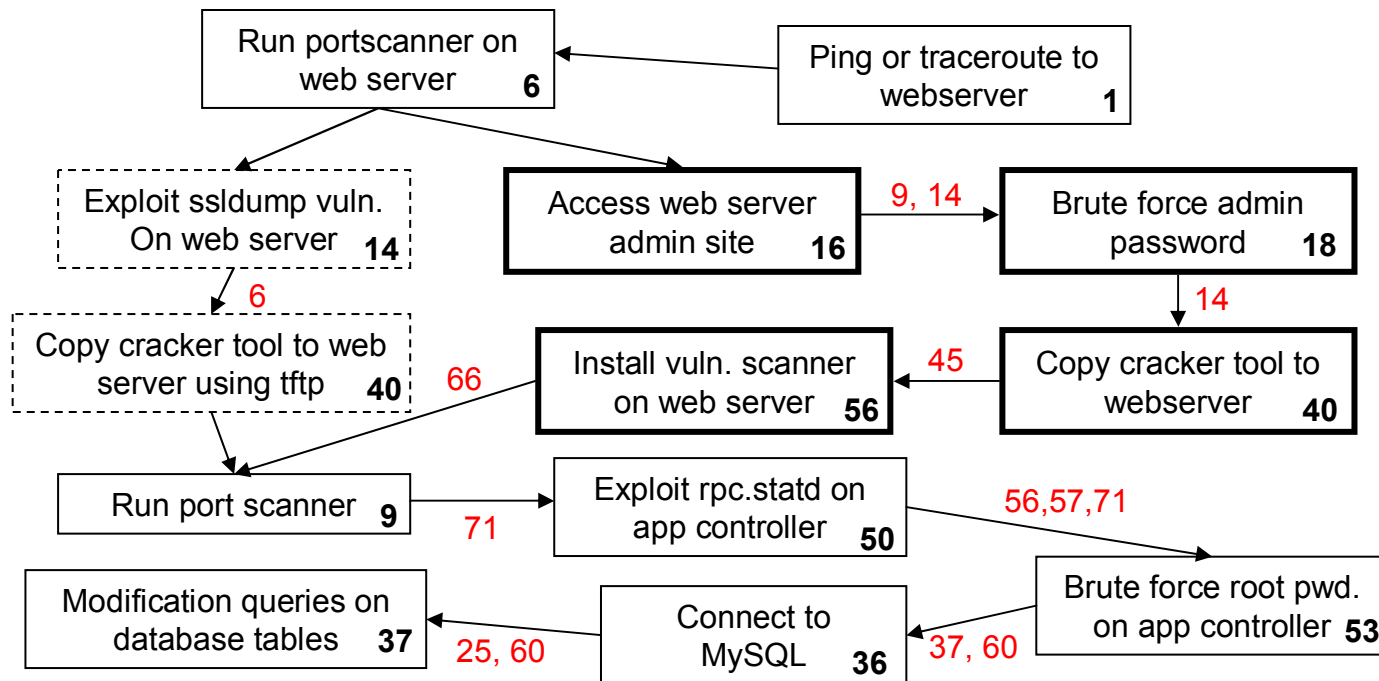 Run portscanner on
web server
6
Ping or traceroute to
webserver
1
Exploit ssldump vuln.
On web server
14
Access web server
admin site
16
9, 14
Brute force admin
password
18
6
14
Copy cracker tool to web
server using tftp
40
66
Install vuln. scanner
on web server
56
45
Copy cracker tool to
webserver
40
Run port scanner
9
71
Exploit rpc.statd on
app controller
50
56,57,71
Modification queries on
database tables
37
25, 60
Connect to
MySQL
36
37, 60
Brute force root pwd.
on app controller
53